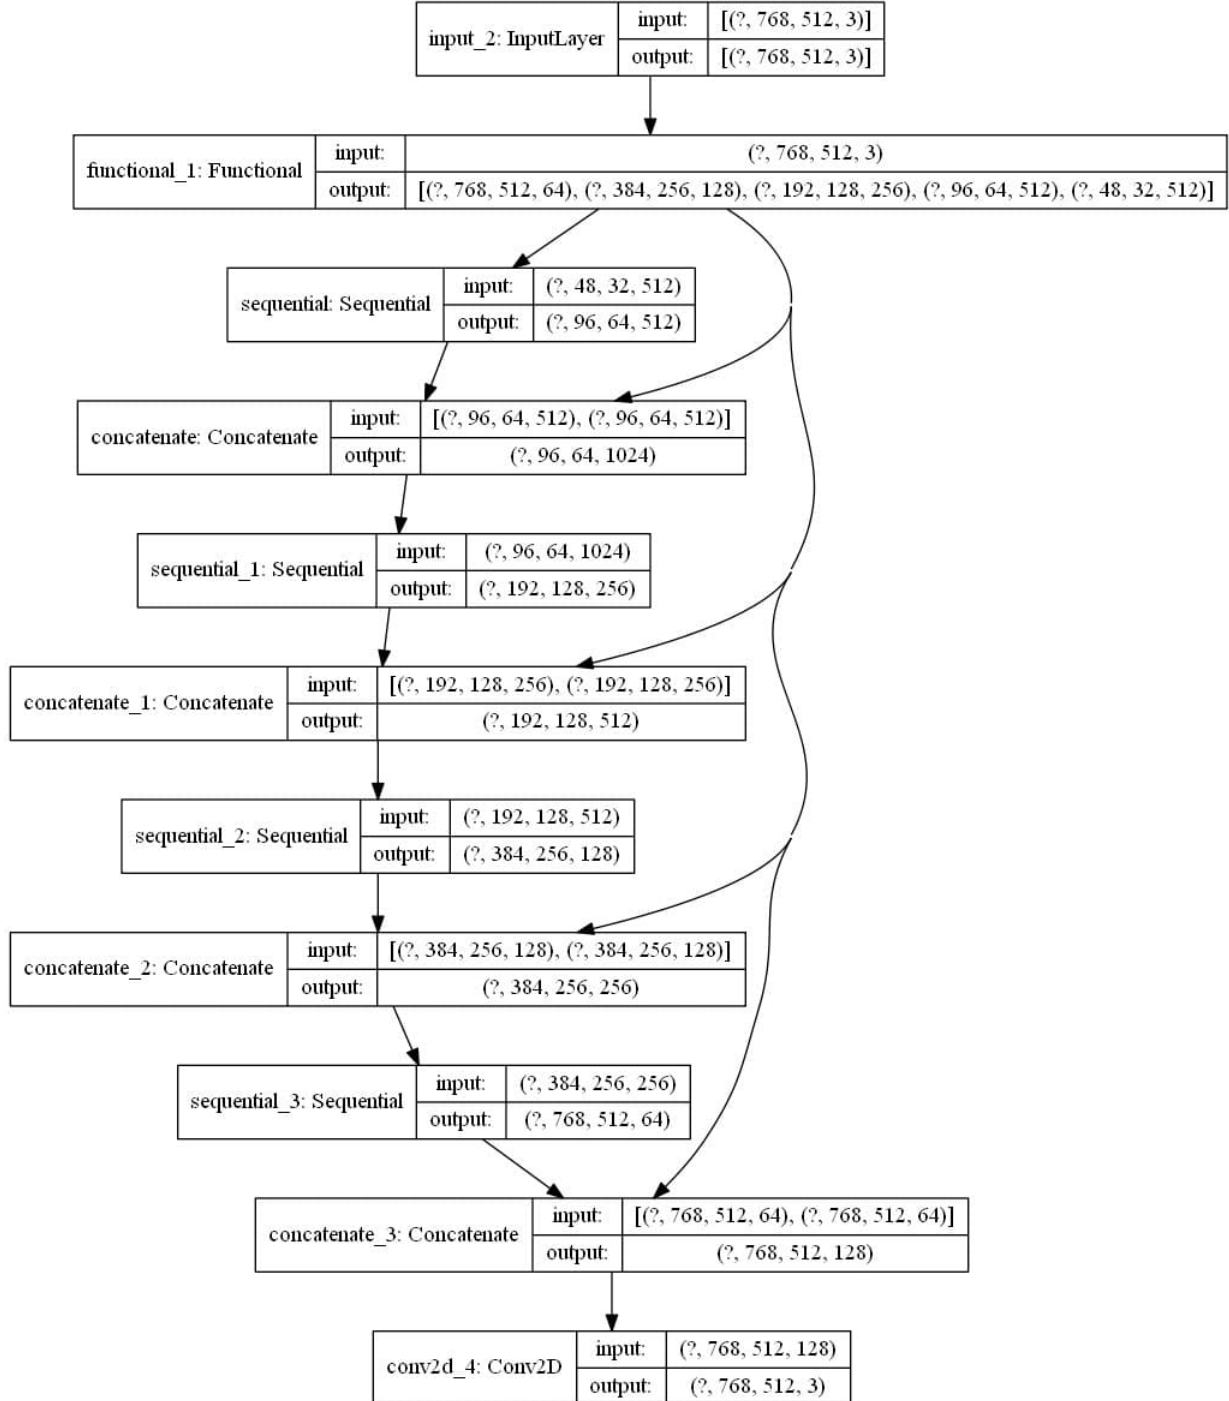 input_2: InputLayer
input: [(?, 768, 512, 3)]
output: [(?, 768, 512, 3)]
functional_1: Functional
input: (?, 768, 512, 3)
output: [(?, 768, 512, 64), (?, 384, 256, 128), (?, 192, 128, 256), (?, 96, 64, 512), (?, 48, 32, 512)]
sequential: Sequential
input: (?, 48, 32, 512)
output: (?, 96, 64, 512)
concatenate: Concatenate
input: [(?, 96, 64, 512), (?, 96, 64, 512)]
output: (?, 96, 64, 1024)
sequential_1: Sequential
input: (?, 96, 64, 1024)
output: (?, 192, 128, 256)
concatenate_1: Concatenate
input: [(?, 192, 128, 256), (?, 192, 128, 256)]
output: (?, 192, 128, 512)
sequential_2: Sequential
input: (?, 192, 128, 512)
output: (?, 384, 256, 128)
concatenate_2: Concatenate
input: [(?, 384, 256, 128), (?, 384, 256, 128)]
output: (?, 384, 256, 256)
sequential_3: Sequential
input: (?, 384, 256, 256)
output: (?, 768, 512, 64)
concatenate_3: Concatenate
input: [(?, 768, 512, 64), (?, 768, 512, 64)]
output: (?, 768, 512, 128)
conv2d_4: Conv2D
input: (?, 768, 512, 128)
output: (?, 768, 512, 3)